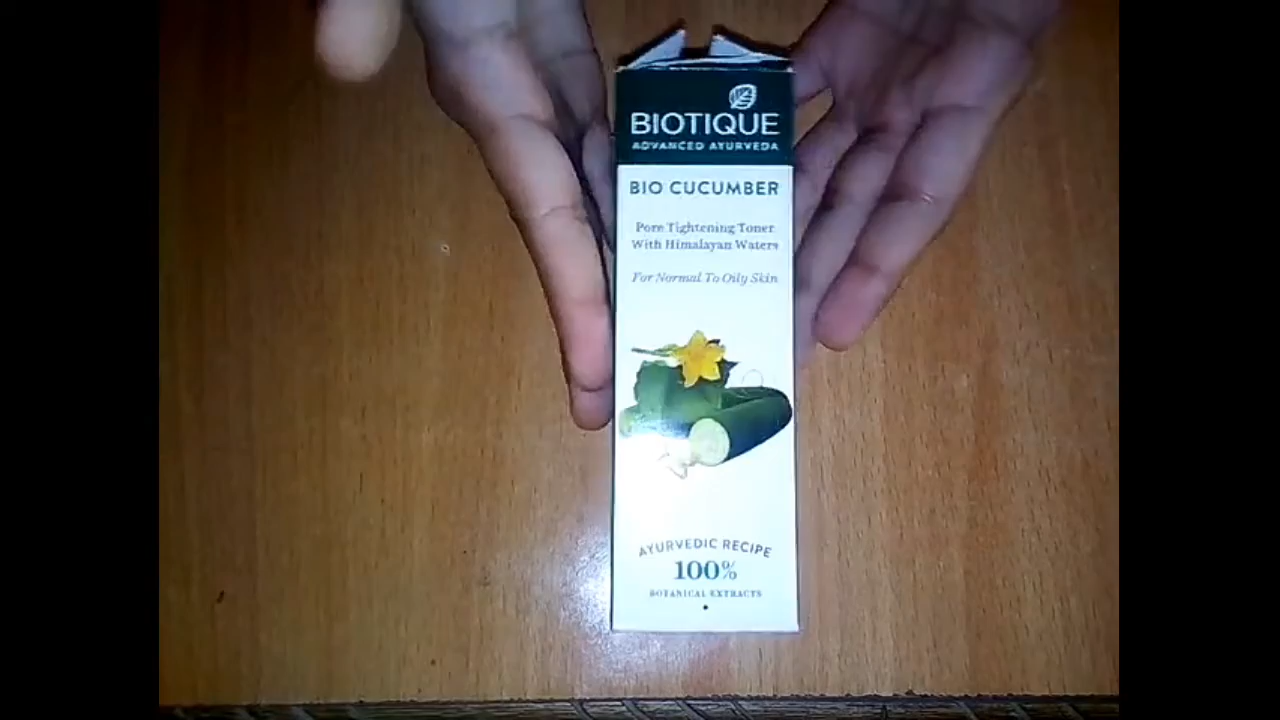 BIOTIQUE
ADVANCED AYURVEDA
BIO CUCUMBER
Pore Tightening Toner
With Himalayan Waters
For Normal To Oily Skin
AYURVEDIC RECIPE
100%
BOTANICAL EXTRACTS